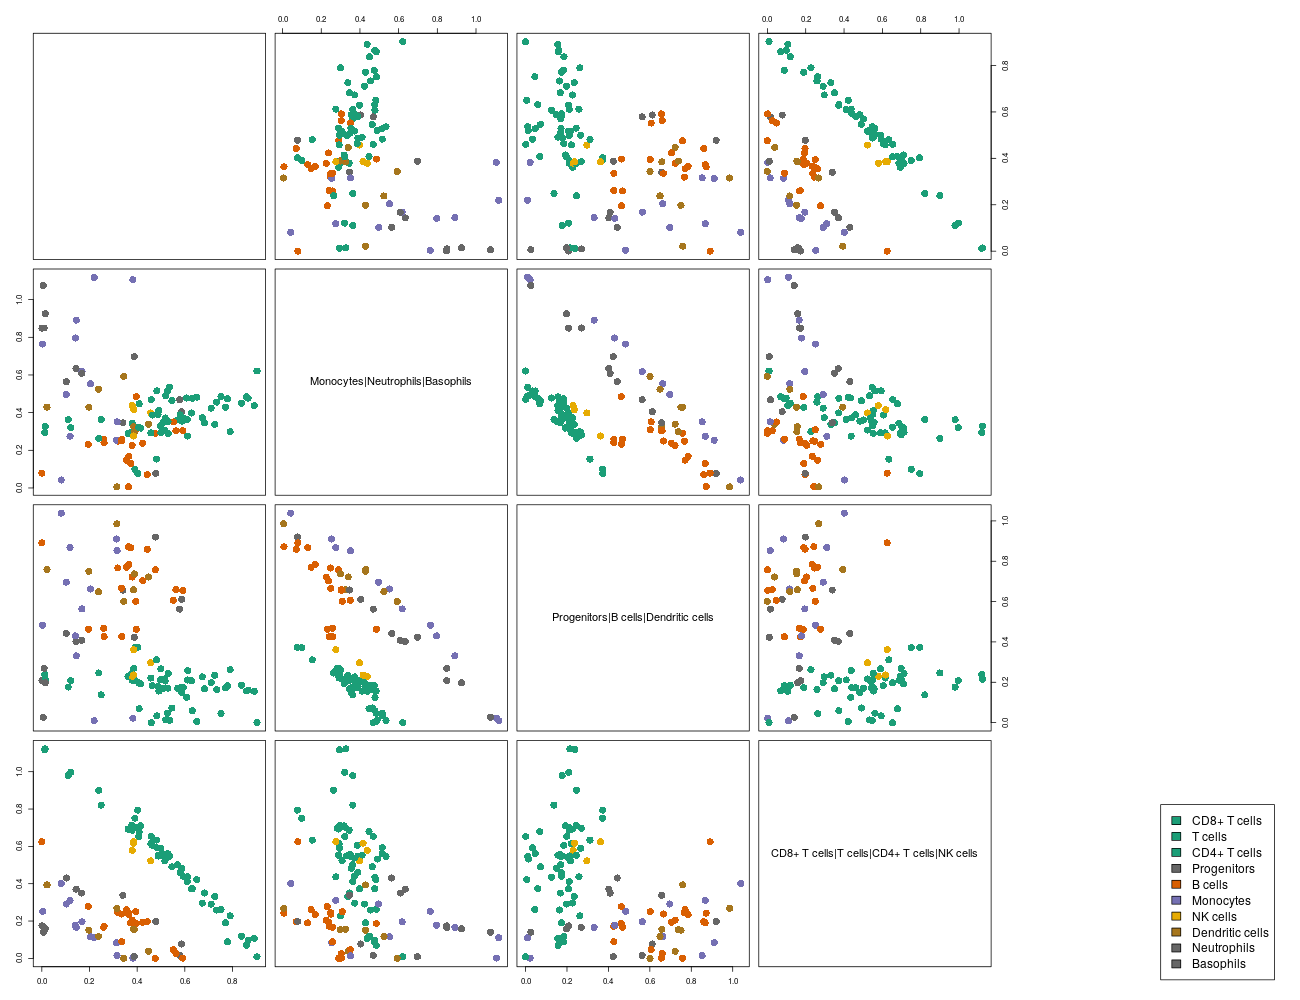 0.0 0.2 0.4 0.6 0.8 1.0 0.0 0.2 0.4 0.6 0.8 1.0
0.0 0.2 0.4 0.6 0.8
0.0 0.2 0.4 0.6 0.8 1.0
Monocytes|Neutrophils|Basophils
Progenitors|B cells|Dendritic cells
0.0 0.2 0.4 0.6 0.8 1.0
0.0 0.2 0.4 0.6 0.8 1.0
CD8+ T cells|T cells|CD4+ T cells|NK cells
0.0 0.2 0.4 0.6 0.8 0.0 0.2 0.4 0.6 0.8 1.0
CD8+ T cells
T cells
CD4+ T cells
Progenitors
B cells
Monocytes
NK cells
Dendritic cells
Neutrophils
Basophils